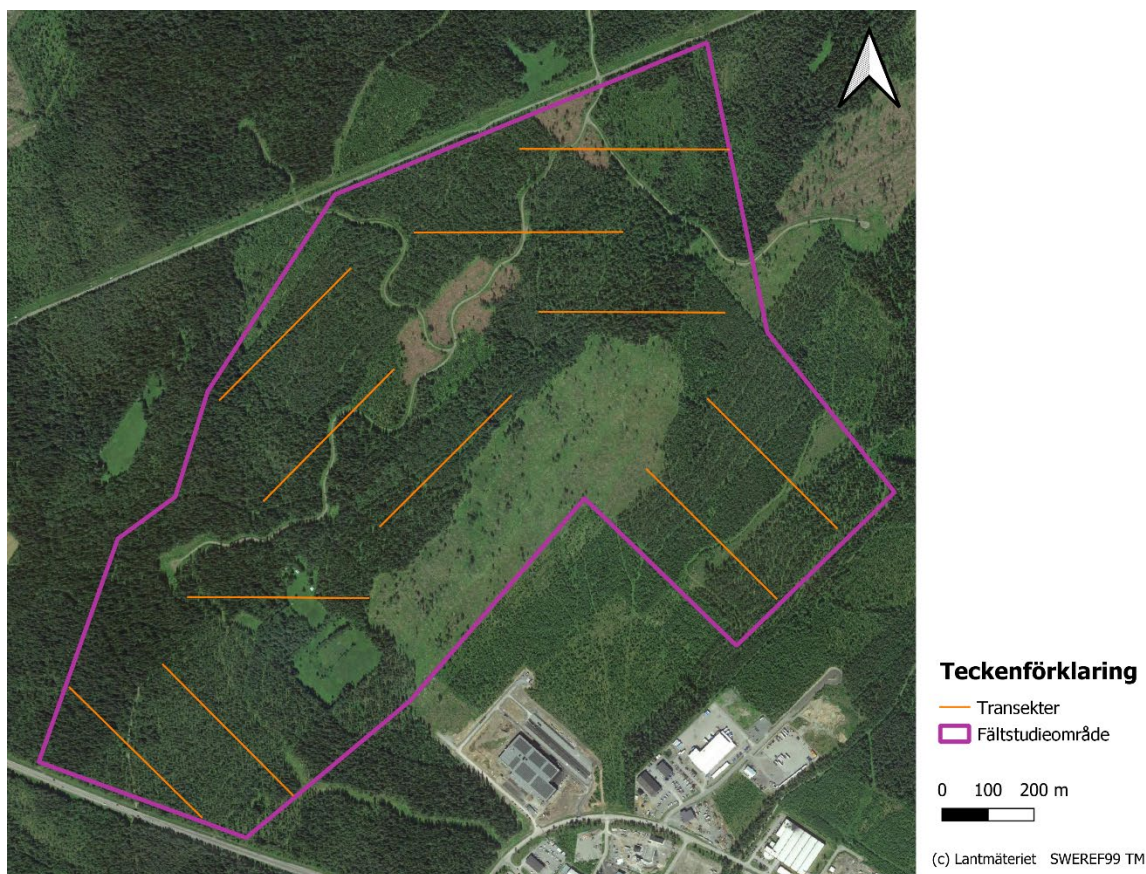 Teckenförklaring
Transekter
Fältstudieområde
0 100 200 m
(c) Lantmäteriet SWEREF99 TM